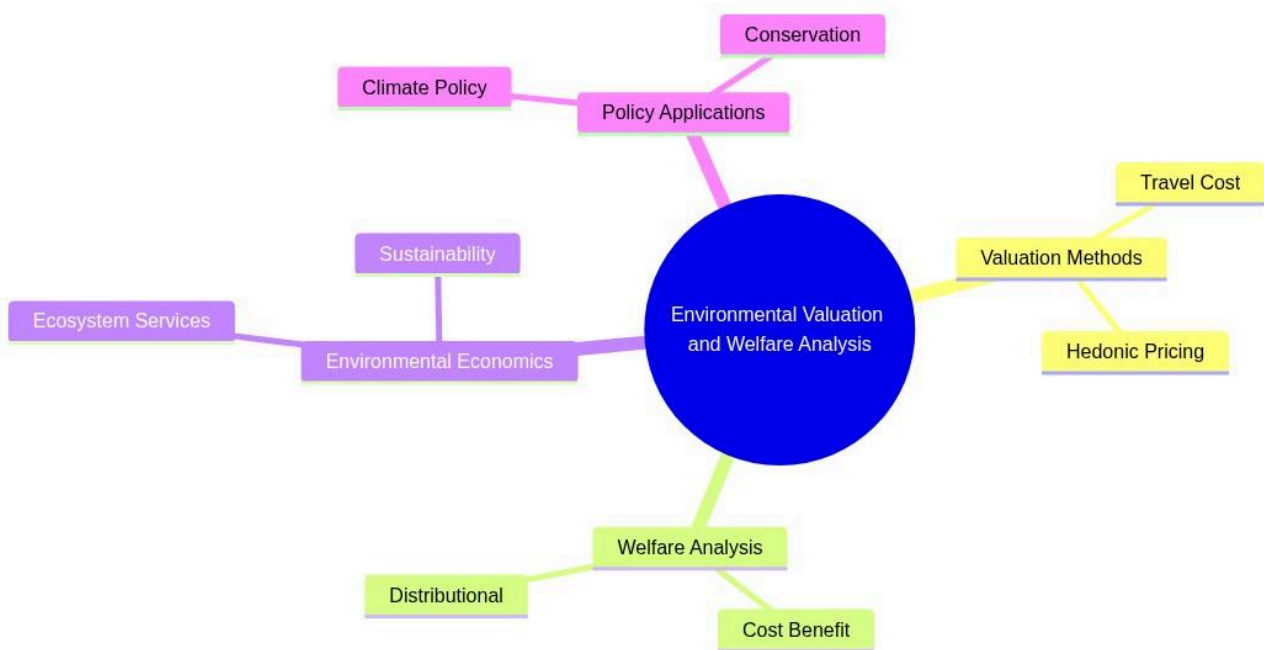 Conservation
Climate Policy
Policy Applications
Travel Cost
Sustainability
Valuation Methods
Ecosystem Services
Environmental Valuation
and Welfare Analysis
Environmental Economics
Hedonic Pricing
Welfare Analysis
Distributional
Cost Benefit